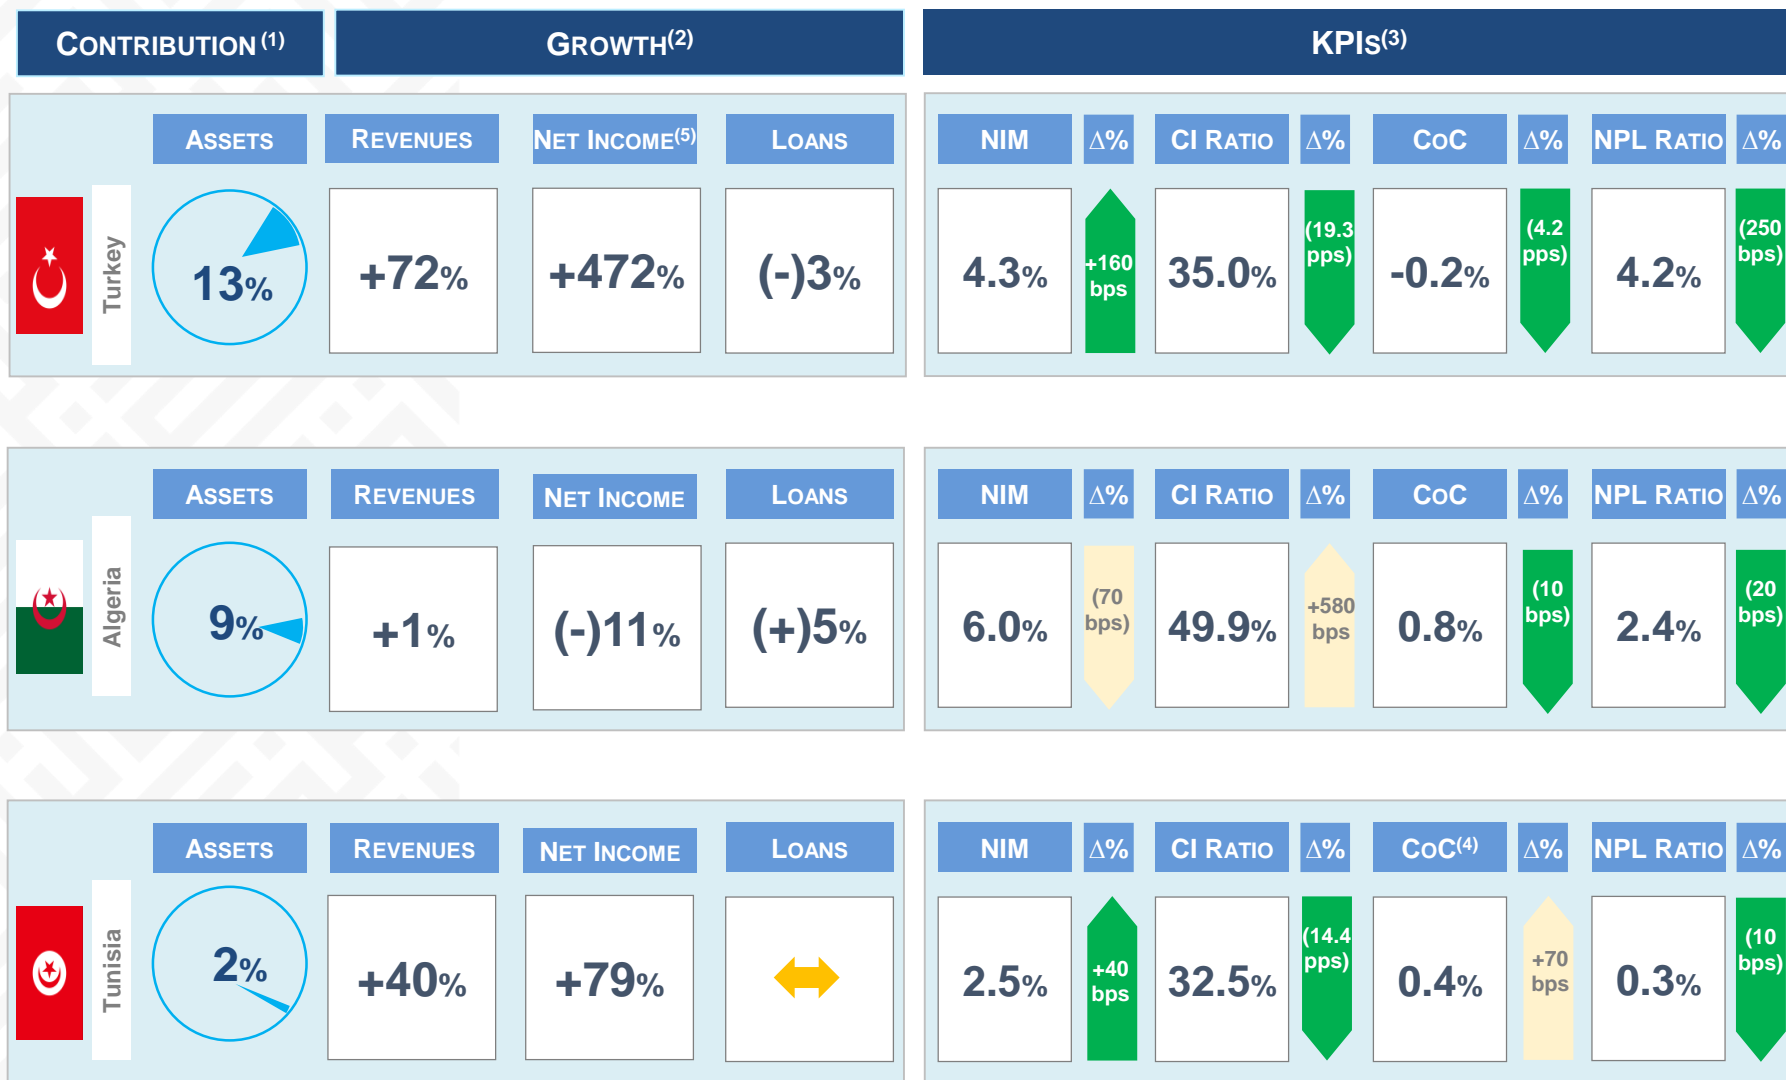 CONTRIBUTION (1)
GROWTH(2)
KPIS(3)
ASSETS
REVENUES
NET INCOME(5)
LOANS
NIM
Δ%
CI RATIO
Δ%
COC
Δ%
NPL RATIO
Δ%
Turkey
13%
+72%
+472%
(-)3%
4.3%
+160
bps
35.0%
(19.3
pps)
-0.2%
(4.2
pps)
4.2%
(250
bps)
ASSETS
REVENUES
NET INCOME
LOANS
NIM
Δ%
CI RATIO
Δ%
COC
Δ%
NPL RATIO
Δ%
Algeria
9%
+1%
(-)11%
(+)5%
6.0%
(70
bps)
49.9%
+580
bps
0.8%
(10
bps)
2.4%
(20
bps)
ASSETS
REVENUES
NET INCOME
LOANS
NIM
Δ%
CI RATIO
Δ%
COC(4)
Δ%
NPL RATIO
Δ%
Tunisia
2%
+40%
+79%
2.5%
+40
bps
32.5%
(14.4
pps)
0.4%
+70
bps
0.3%
(10
bps)